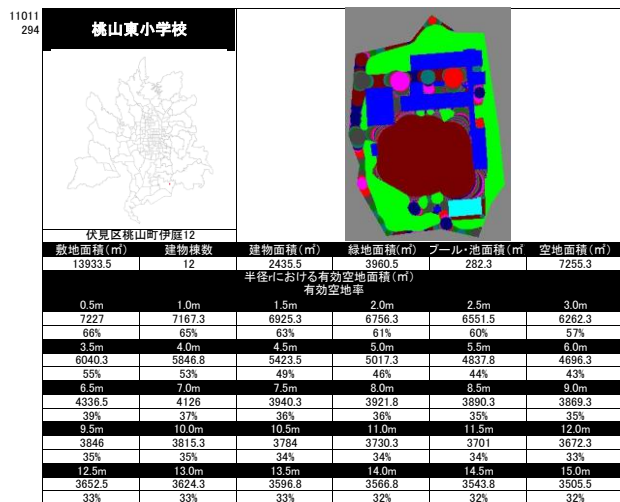 11011
294
桃山東小学校
伏見区桃山町伊庭12
敷地面積(㎡) 建物棟数 建物面積(㎡) 緑地面積(㎡) プール・池面積(㎡ 空地面積(㎡)
13933.5 12 2435.5 3960.5 282.3 7255.3
半径rにおける有効空地面積(㎡)
有効空地率
0.5m 1.0m 1.5m 2.0m 2.5m 3.0m
7227 7167.3 6925.3 6756.3 6551.5 6262.3
66% 65% 63% 61% 60% 57%
3.5m 4.0m 4.5m 5.0m 5.5m 6.0m
6040.3 5846.8 5423.5 5017.3 4837.8 4696.3
55% 53% 49% 46% 44% 43%
6.5m 7.0m 7.5m 8.0m 8.5m 9.0m
4336.5 4126 3940.3 3921.8 3890.3 3869.3
39% 37% 36% 36% 35% 35%
9.5m 10.0m 10.5m 11.0m 11.5m 12.0m
3846 3815.3 3784 3730.3 3701 3672.3
35% 35% 34% 34% 34% 33%
12.5m 13.0m 13.5m 14.0m 14.5m 15.0m
3652.5 3624.3 3596.8 3566.8 3543.8 3505.5
33% 33% 33% 32% 32% 32%